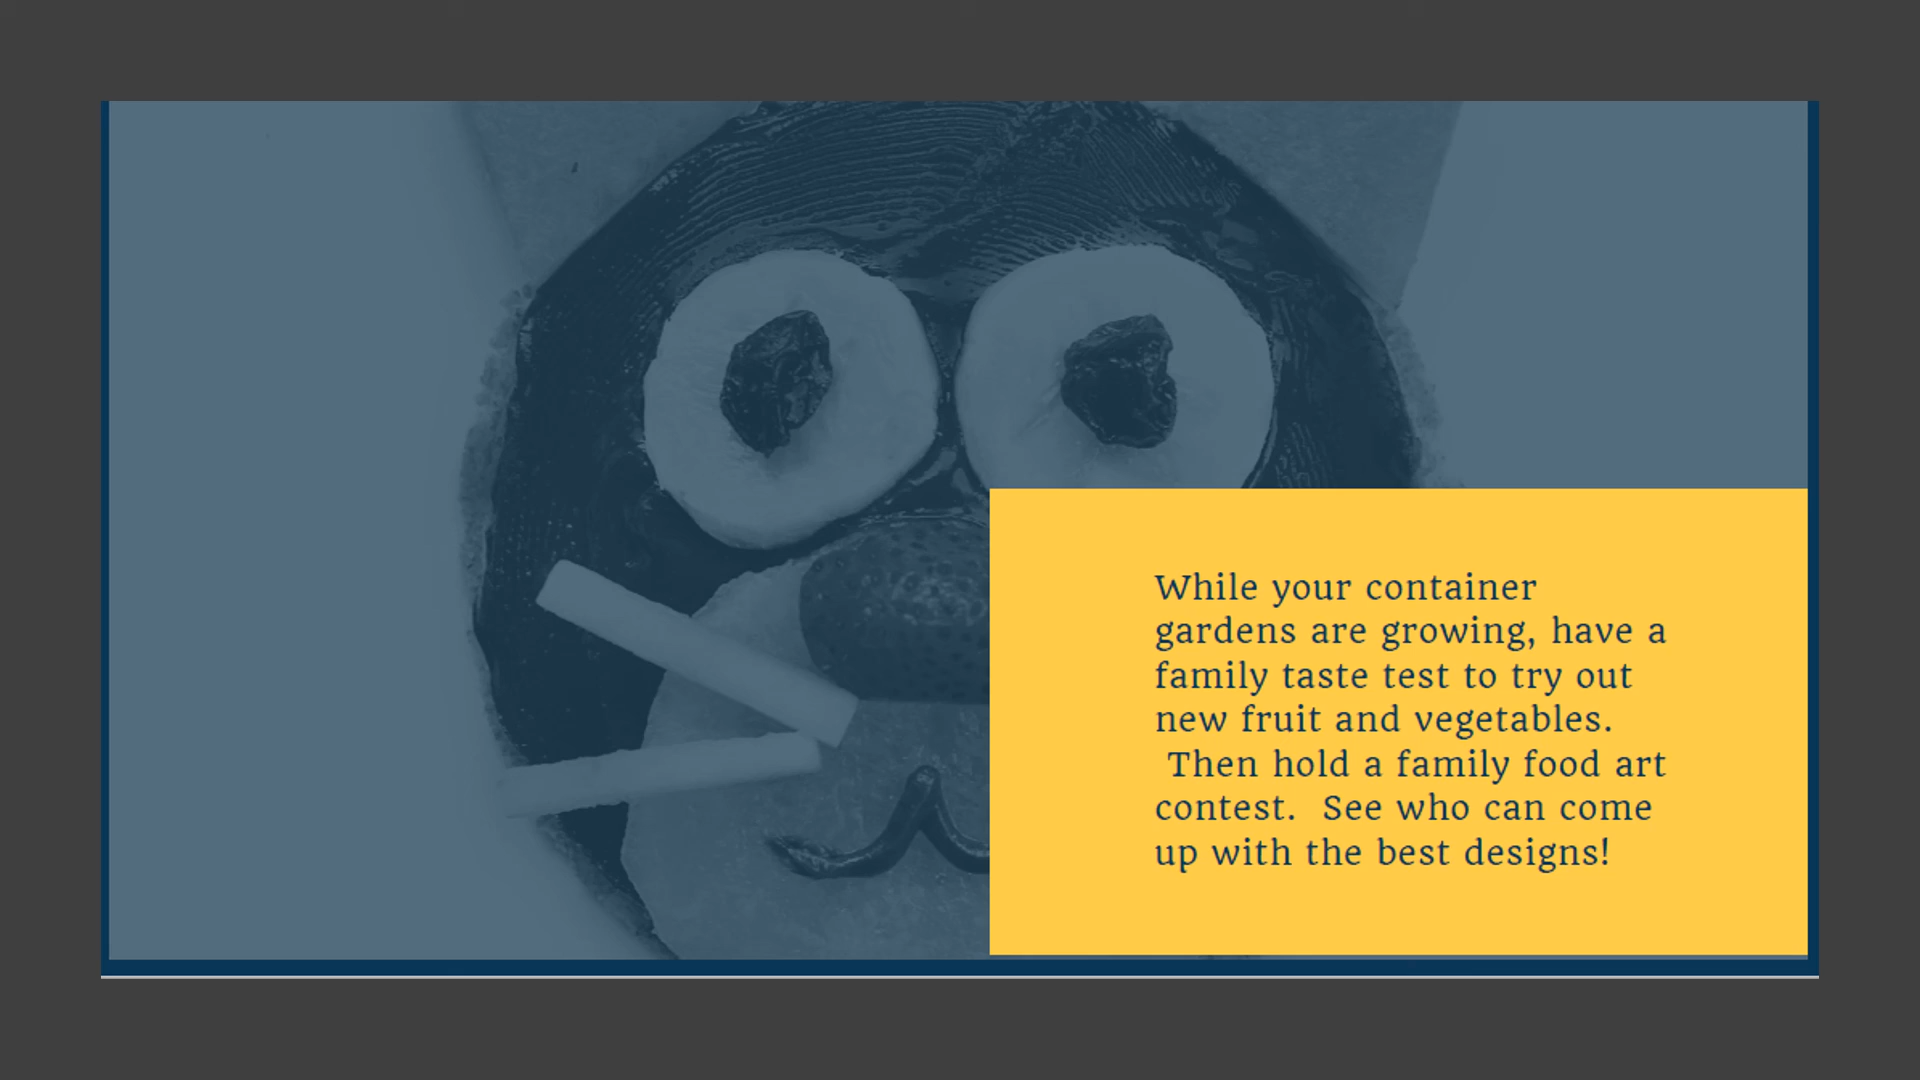 While your container
gardens are growing, have a
family taste test to try out
new fruit and vegetables.
Then hold a family food art
contest.  See who can come
up with the best designs!